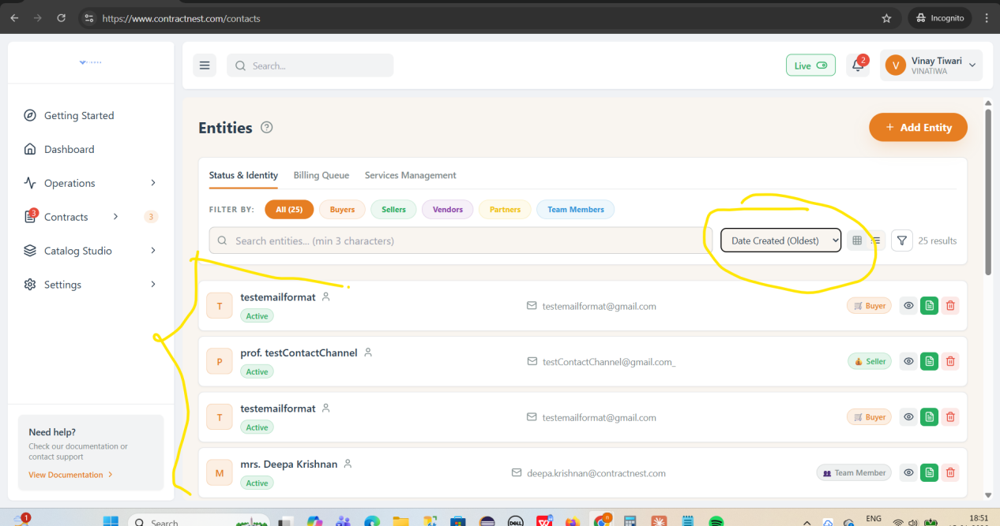 https://www.contractnest.com/contacts
Incognito
Search...
Live
2
V
Vinay Tiwari
VINATIWA
Getting Started
Dashboard
Operations
3
Contracts
3
Catalog Studio
Settings
Need help?
Check our documentation or
contact support
View Documentation
Entities
+ Add Entity
Status & Identity
Billing Queue
Services Management
FILTER BY:
All (25)
Buyers
Sellers
Vendors
Partners
Team Members
Search entities... (min 3 characters)
Date Created (Oldest)
25 results
T
testemailformat
Active
testemailformat@gmail.com
Buyer
P
prof. testContactChannel
Active
testContactChannel@gmail.com_
Seller
T
testemailformat
Active
testemailformat@gmail.com
Buyer
M
mrs. Deepa Krishnan
Active
deepa.krishnan@contractnest.com
Team Member
1
Search
DELL
ENG
18:51